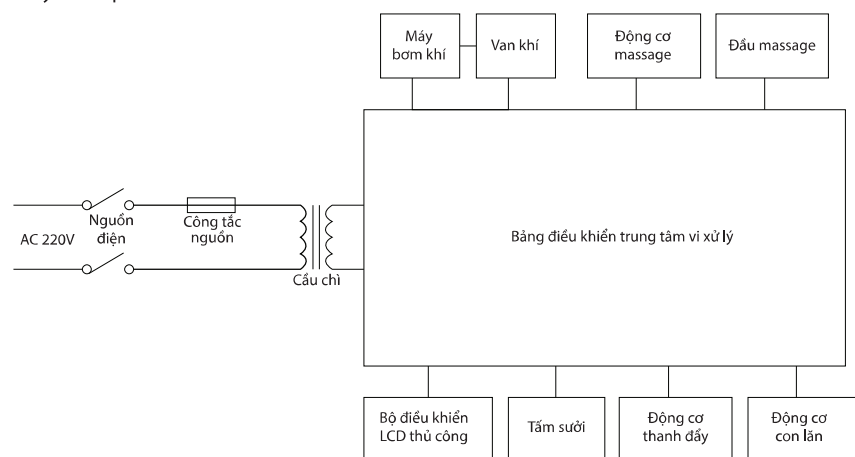 Máy
bơm khí
Van khí
Động cơ
massage
Đầu massage
AC 220V
Nguồn
điện
Công tắc
nguồn
Cầu chì
Bảng điều khiển trung tâm vi xử lý
Bộ điều khiển
LCD thủ công
Tấm sưởi
Động cơ
thanh đẩy
Động cơ
con lăn